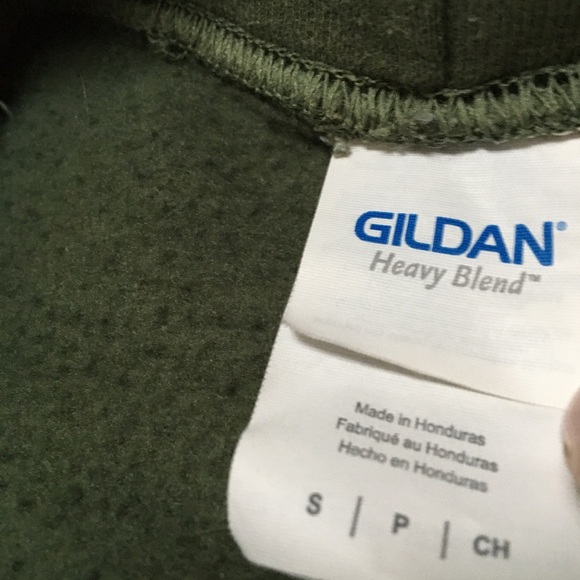 GILDAN®
Heavy Blend™
Made in Honduras
Fabriqué au Honduras
Hecho en Honduras
S | P | CH